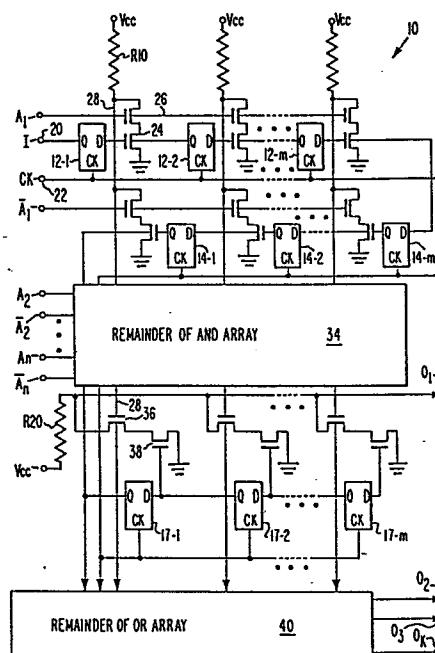 Vcc Vcc Vcc 10
R10
28 26
A1
24
I 20
Q D Q D Q D
CK CK CK
12-1 12-2 12-m
CK
22
A̅1
Q D Q D Q D
CK CK CK
14-1 14-2 14-m
A2
A̅2
REMAINDER OF AND ARRAY 34
An
A̅n
O1
28 36
R20
38
Vcc
Q D Q D Q D
CK CK CK
17-1 17-2 17-m
O2
REMAINDER OF OR ARRAY 40
O3
OK